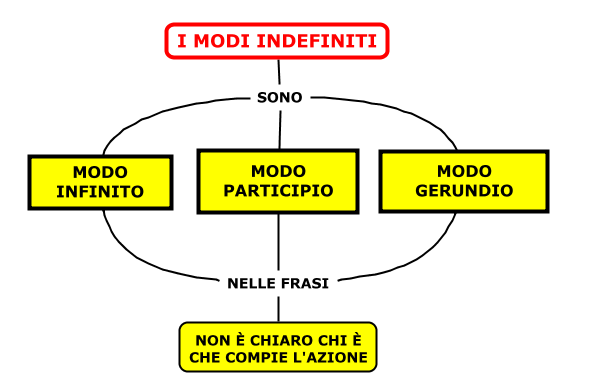 I MODI INDEFINITI
SONO
MODO
INFINITO
MODO
PARTICIPIO
MODO
GERUNDIO
NELLE FRASI
NON È CHIARO CHI È
CHE COMPIE L'AZIONE